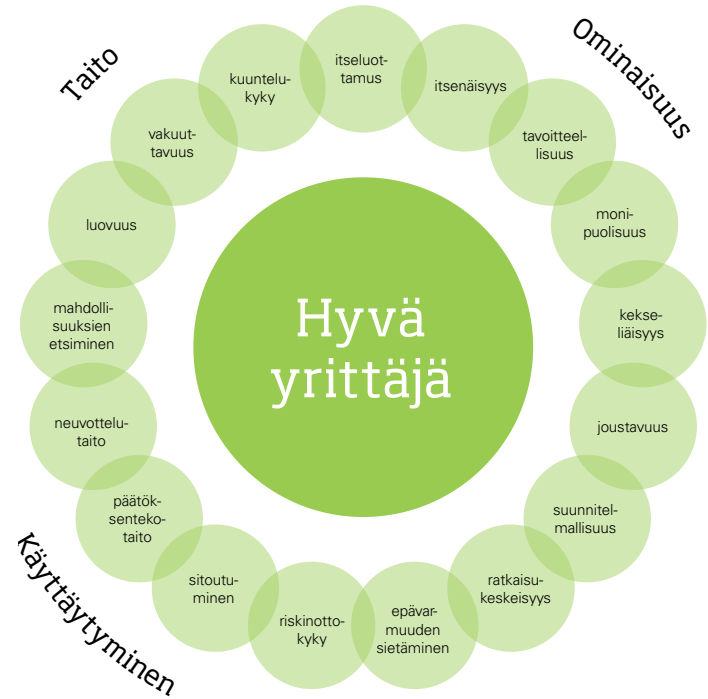 Taito
Ominaisuus
Käyttäytyminen
Hyvä
yrittäjä
itseluot-
tamus
itsenäisyys
tavoitteel-
lisuus
moni-
puolisuus
kekse-
liäisyys
joustavuus
suunnitel-
mallisuus
ratkaisu-
keskeisyys
epävar-
muuden
sietäminen
riskinotto-
kyky
sitoutu-
minen
päätök-
senteko-
taito
neuvottelu-
taito
mahdolli-
suuksien
etsiminen
luovuus
vakuut-
tavuus
kuuntelu-
kyky